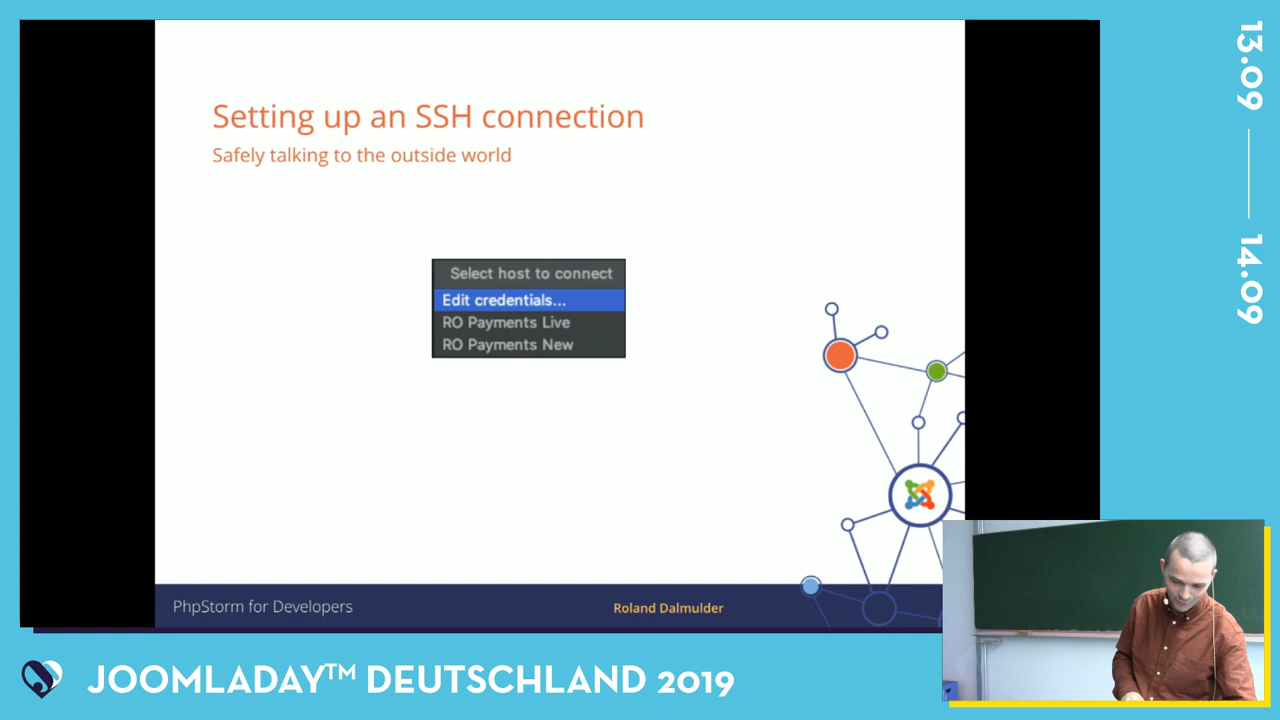 Setting up an SSH connection
Safely talking to the outside world
Select host to connect
Edit credentials...
RO Payments Live
RO Payments New
PhpStorm for Developers
Roland Dalmulder
JOOMLADAY™ DEUTSCHLAND 2019
13.09
14.09